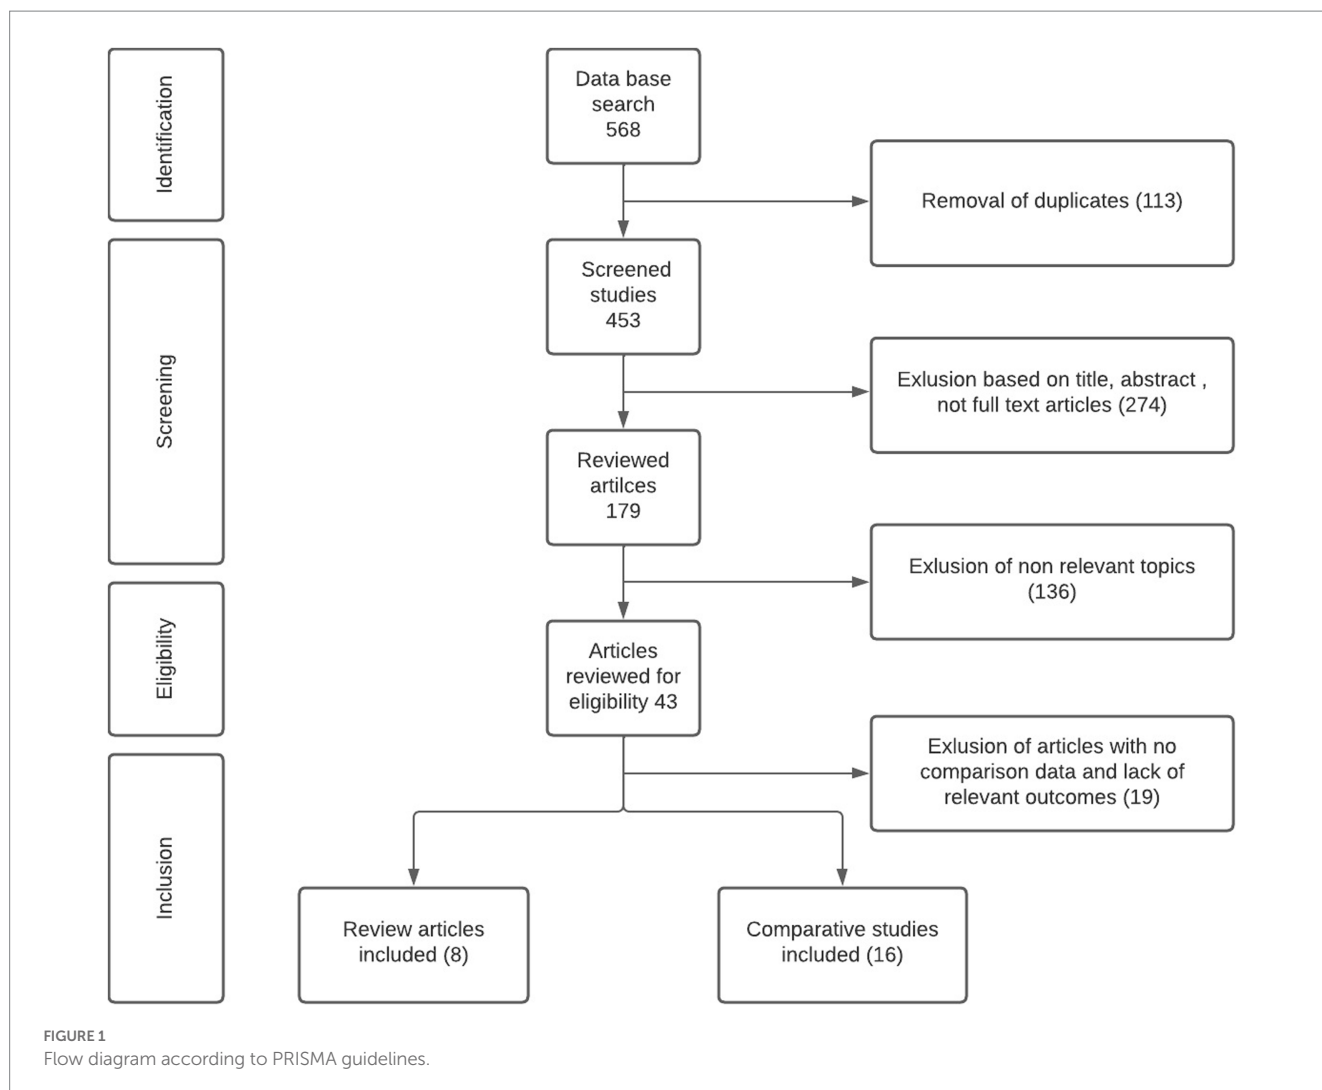 Identification
Data base
search
568
Removal of duplicates (113)
Screening
Screened
studies
453
Exlusion based on title, abstract ,
not full text articles (274)
Reviewed
artilces
179
Exlusion of non relevant topics
(136)
Eligibility
Articles
reviewed for
eligibility 43
Exlusion of articles with no
comparison data and lack of
relevant outcomes (19)
Inclusion
Review articles
included (8)
Comparative studies
included (16)
FIGURE 1
Flow diagram according to PRISMA guidelines.